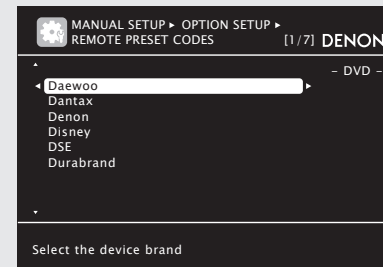 MANUAL SETUP ▸ OPTION SETUP ▸
REMOTE PRESET CODES [1/7] DENON
– DVD –
Daewoo
Dantax
Denon
Disney
DSE
Durabrand
Select the device brand